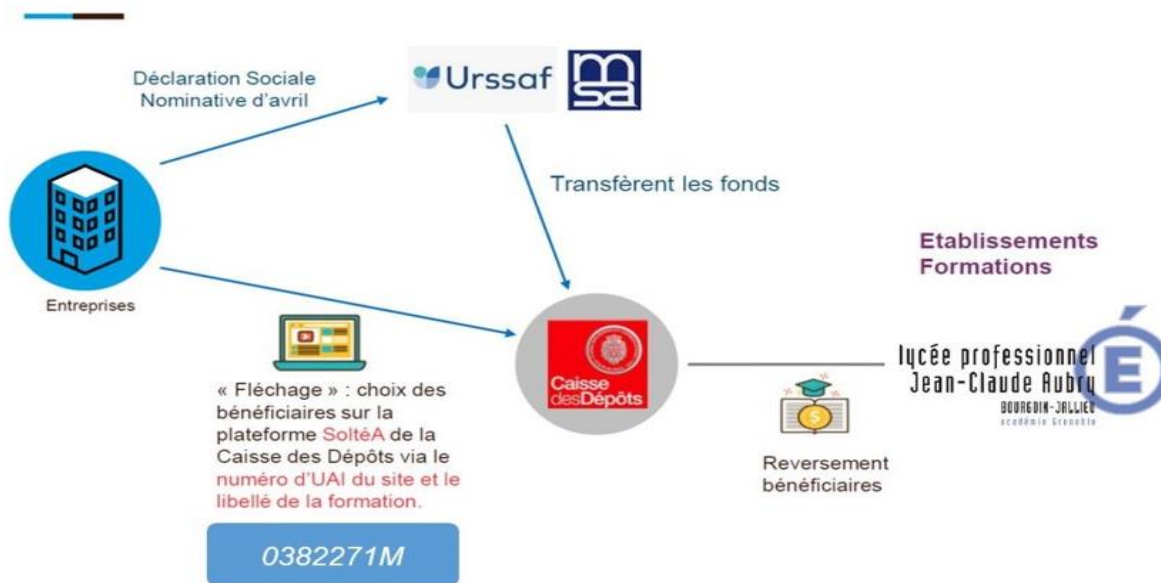 Déclaration Sociale
Nominative d'avril
Urssaf
msa
Transfèrent les fonds
Entreprises
« Fléchage » : choix des
bénéficiaires sur la
plateforme SoltéA de la
Caisse des Dépôts via le
numéro d'UAI du site et le
libellé de la formation.
0382271M
Caisse
desDépôts
Etablissements
Formations
lycée professionnel
Jean-Claude Aubry
BOURGOIN-JALLIEU
académie Grenoble
É
$
Reversement
bénéficiaires